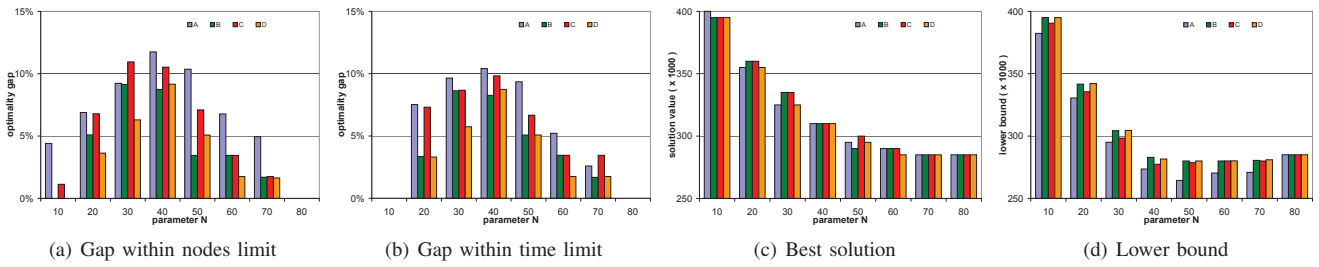 15%
10%
5%
0%
optimality gap
A B C D
10 20 30 40 50 60 70 80
parameter N
(a) Gap within nodes limit
15%
10%
5%
0%
optimality gap
A B C D
10 20 30 40 50 60 70 80
parameter N
(b) Gap within time limit
400
350
300
250
solution value ( x 1000 )
A B C D
10 20 30 40 50 60 70 80
parameter N
(c) Best solution
400
350
300
250
lower bound ( x 1000 )
A B C D
10 20 30 40 50 60 70 80
parameter N
(d) Lower bound